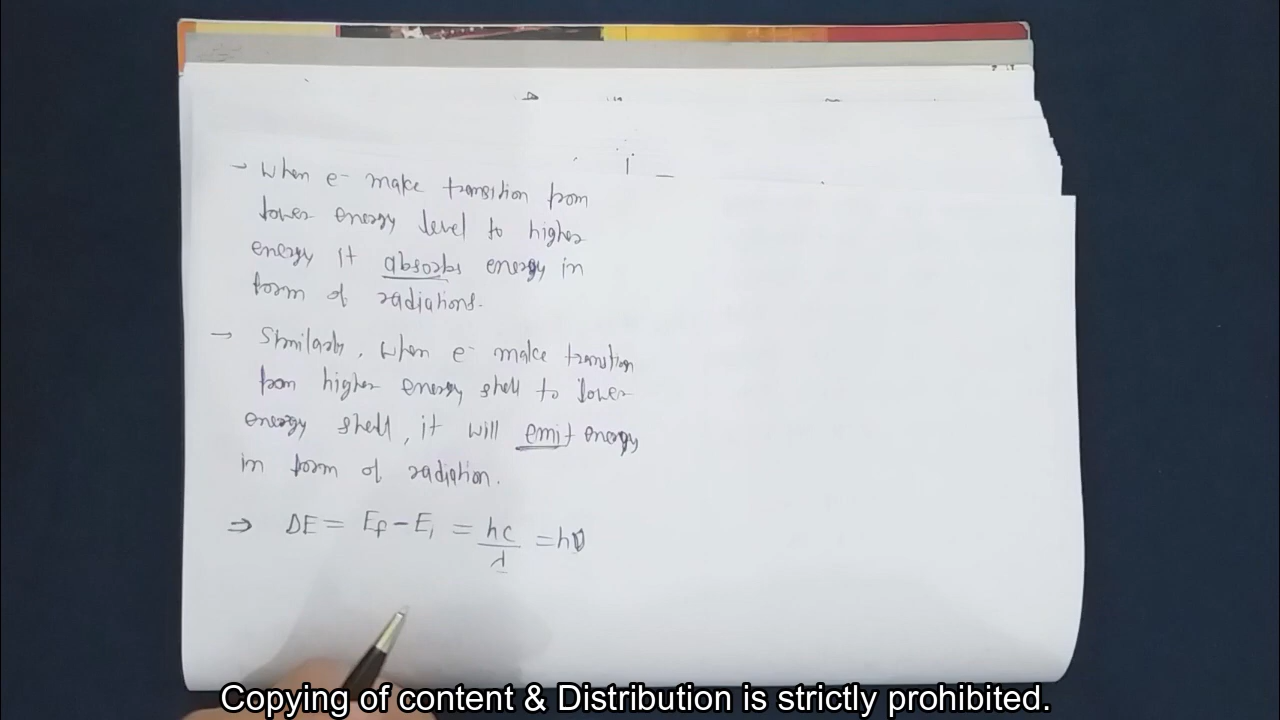 → When e- make transition from
lower energy level to higher
energy it absorbs energy in
form of radiations.
→ Similarly, when e- make transition
from higher energy shell to lower
energy shell, it will emit energy
in form of radiation.
⇒ ΔE = Ef - E1 = hc/λ = hν
Copying of content & Distribution is strictly prohibited.